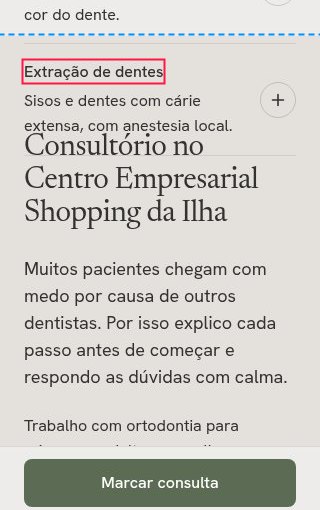 cor do dente.
Extração de dentes
Sisos e dentes com cárie
extensa, com anestesia local.
Consultório no
Centro Empresarial
Shopping da Ilha
Muitos pacientes chegam com
medo por causa de outros
dentistas. Por isso explico cada
passo antes de começar e
respondo as dúvidas com calma.
Trabalho com ortodontia para
Marcar consulta